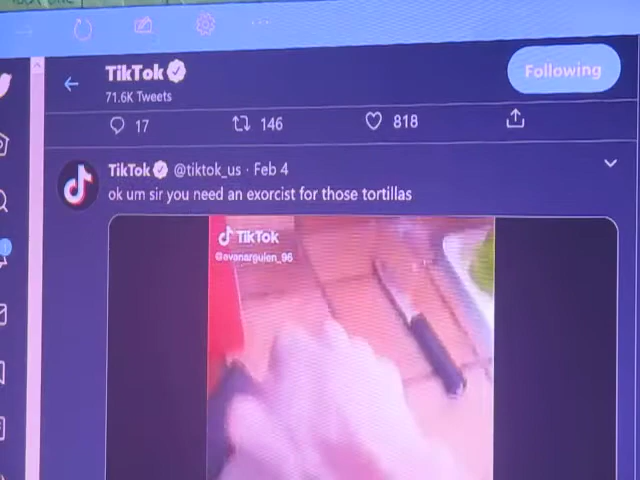 TikTok
71.6K Tweets
Following
17 146 818
TikTok @tiktok_us · Feb 4
ok um sir you need an exorcist for those tortillas
TikTok
@evanarguien_96
1